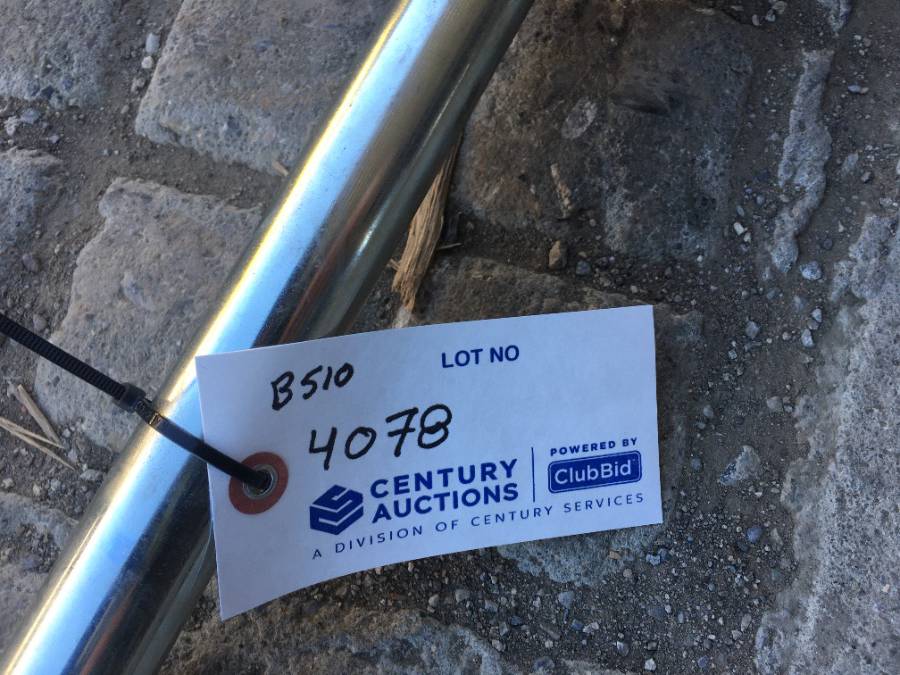 LOT NO
B510
4078
CENTURY
AUCTIONS
POWERED BY
ClubBid
A DIVISION OF CENTURY SERVICES